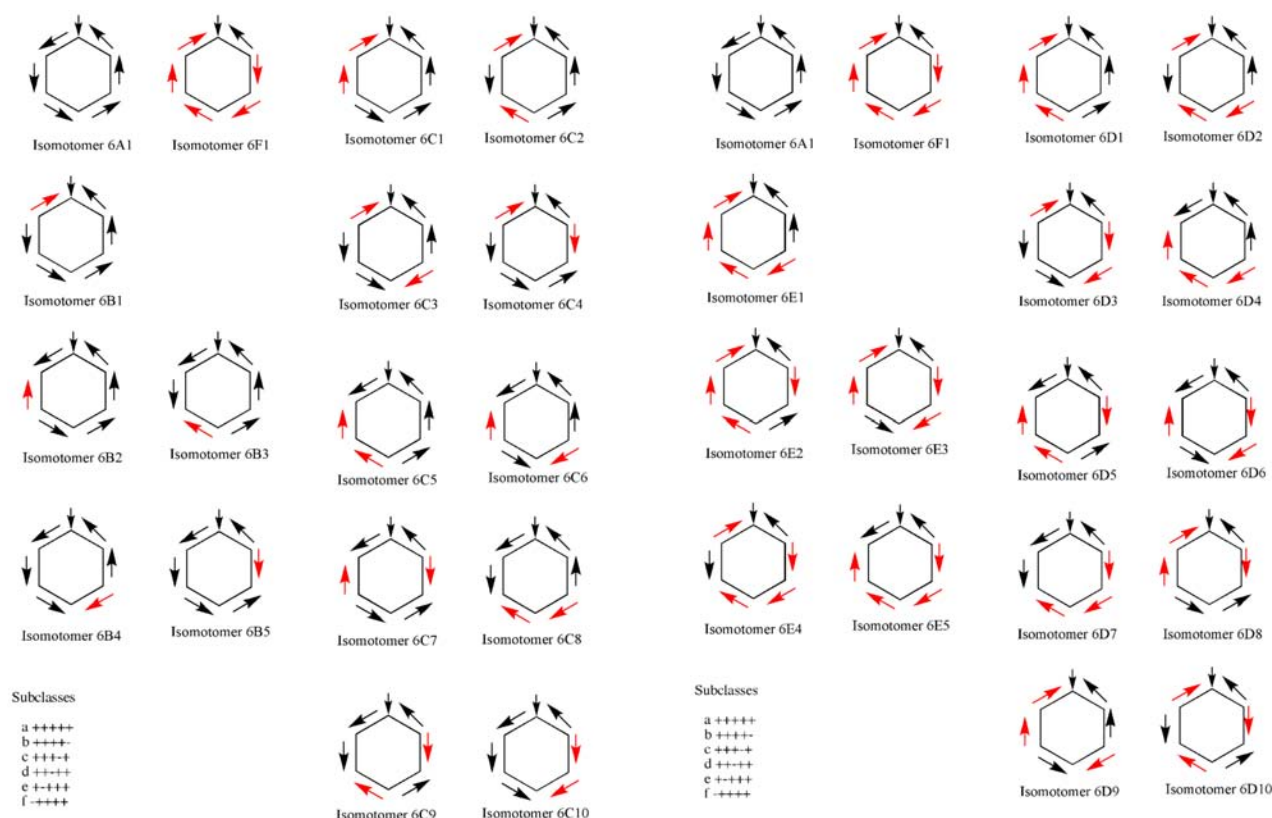 Isomotomer 6A1
Isomotomer 6F1
Isomotomer 6C1
Isomotomer 6C2
Isomotomer 6B1
Isomotomer 6C3
Isomotomer 6C4
Isomotomer 6B2
Isomotomer 6B3
Isomotomer 6C5
Isomotomer 6C6
Isomotomer 6B4
Isomotomer 6B5
Isomotomer 6C7
Isomotomer 6C8
Subclasses
a +++++
b ++++-
c +++-+
d ++-++
e +-+++
f -++++
Isomotomer 6C9
Isomotomer 6C10
Isomotomer 6A1
Isomotomer 6F1
Isomotomer 6D1
Isomotomer 6D2
Isomotomer 6E1
Isomotomer 6D3
Isomotomer 6D4
Isomotomer 6E2
Isomotomer 6E3
Isomotomer 6D5
Isomotomer 6D6
Isomotomer 6E4
Isomotomer 6E5
Isomotomer 6D7
Isomotomer 6D8
Subclasses
a +++++
b ++++-
c +++-+
d ++-++
e +-+++
f -++++
Isomotomer 6D9
Isomotomer 6D10